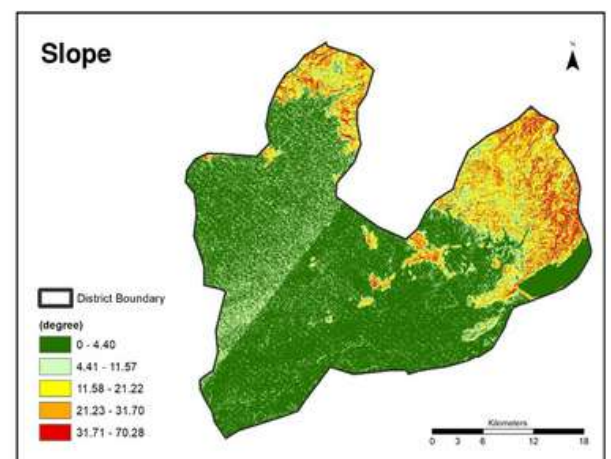 Slope
N
District Boundary
(degree)
0 - 4.40
4.41 - 11.57
11.58 - 21.22
21.23 - 31.70
31.71 - 70.28
Kilometers
0 3 6 12 18